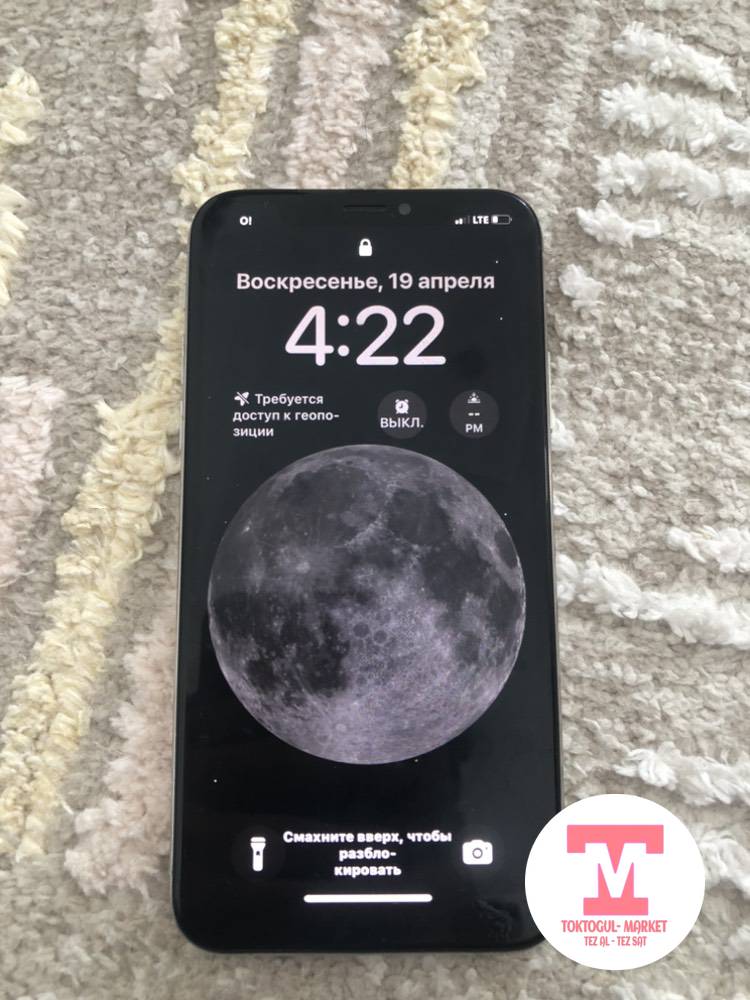 O!
LTE
Воскресенье, 19 апреля
4:22
Требуется
доступ к геопо-
зиции
ВЫКЛ.
--
PM
Смахните вверх, чтобы
разбло-
кировать
TM
TOKTOGUL- MARKET
TEZ AL - TEZ SAT